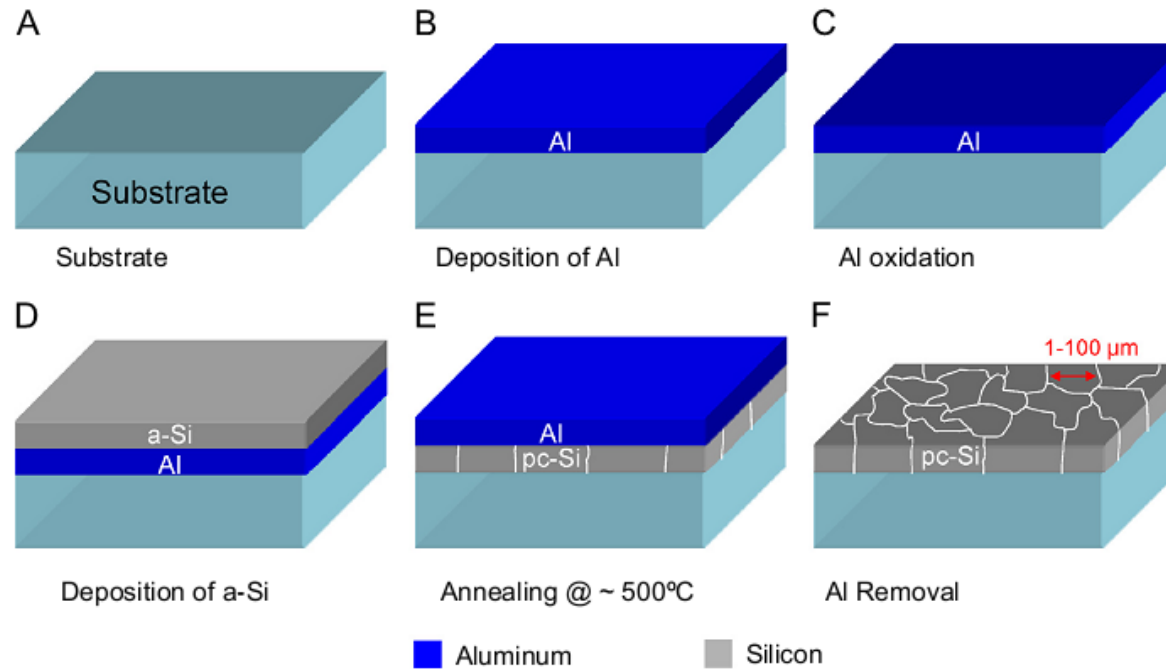 A
B
C
Substrate
Al
Al
Substrate
Deposition of Al
Al oxidation
D
E
F
1-100 µm
a-Si
Al
Al
pc-Si
pc-Si
Deposition of a-Si
Annealing @ ~ 500ºC
Al Removal
Aluminum
Silicon